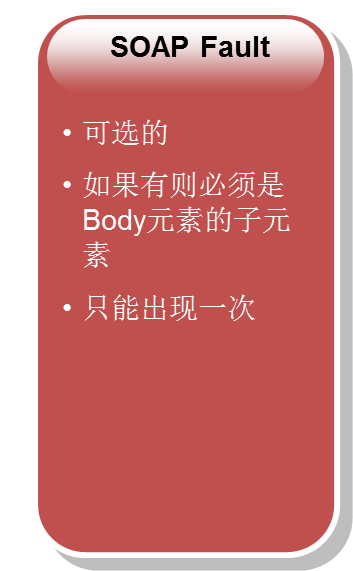 SOAP Fault
• 可选的
• 如果有则必须是
Body元素的子元
素
• 只能出现一次